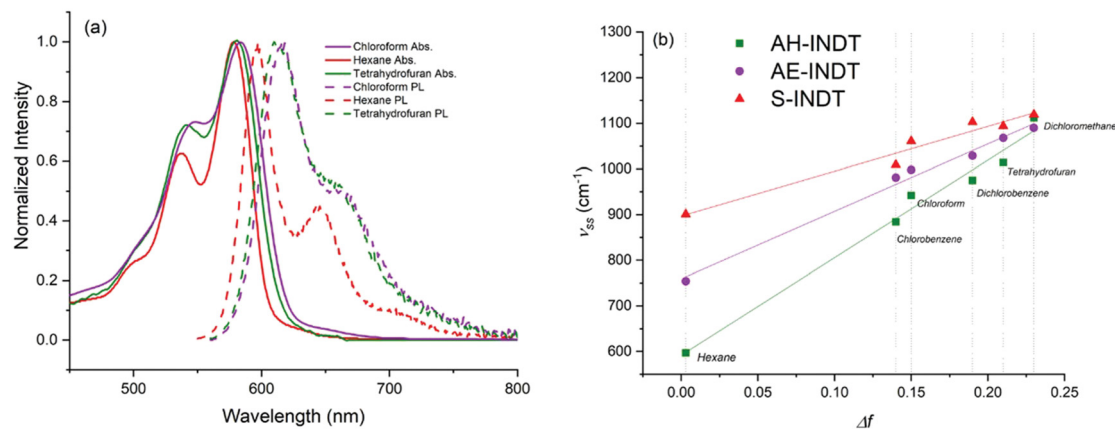 (a)
Normalized Intensity
1.0
0.8
0.6
0.4
0.2
0.0
500
600
700
800
Wavelength (nm)
Chloroform Abs.
Hexane Abs.
Tetrahydrofuran Abs.
Chloroform PL
Hexane PL
Tetrahydrofuran PL
(b)
νss (cm⁻¹)
1300
1200
1100
1000
900
800
700
600
0.00
0.05
0.10
0.15
0.20
0.25
Δf
AH-INDT
AE-INDT
S-INDT
Dichloromethane
Tetrahydrofuran
Dichlorobenzene
Chloroform
Chlorobenzene
Hexane